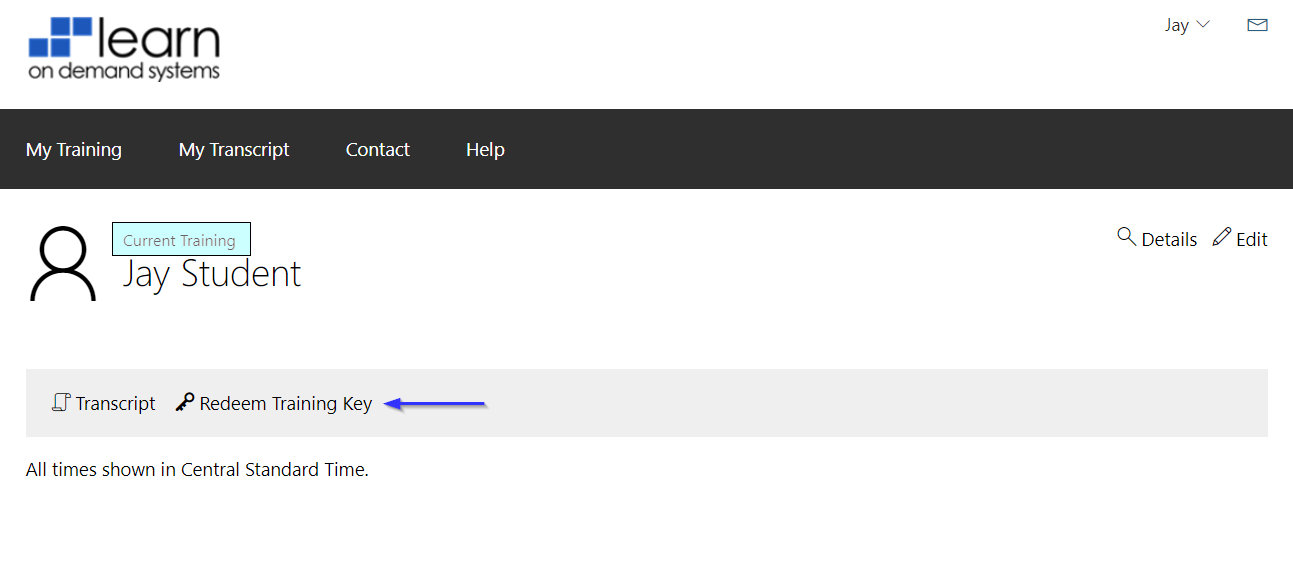 learn
on demand systems
Jay
My Training My Transcript Contact Help
Current Training
Jay Student
Details Edit
Transcript Redeem Training Key
All times shown in Central Standard Time.